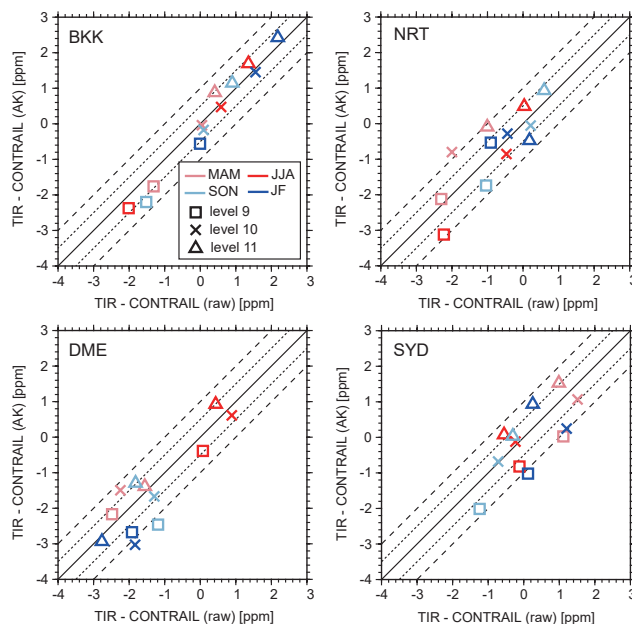 BKK
TIR - CONTRAIL (AK) [ppm]
3
2
1
0
-1
-2
-3
-4
-4 -3 -2 -1 0 1 2 3
TIR - CONTRAIL (raw) [ppm]
MAM JJA
SON JF
level 9
level 10
level 11
NRT
TIR - CONTRAIL (AK) [ppm]
3
2
1
0
-1
-2
-3
-4
-4 -3 -2 -1 0 1 2 3
TIR - CONTRAIL (raw) [ppm]
DME
TIR - CONTRAIL (AK) [ppm]
3
2
1
0
-1
-2
-3
-4
-4 -3 -2 -1 0 1 2 3
TIR - CONTRAIL (raw) [ppm]
SYD
TIR - CONTRAIL (AK) [ppm]
3
2
1
0
-1
-2
-3
-4
-4 -3 -2 -1 0 1 2 3
TIR - CONTRAIL (raw) [ppm]